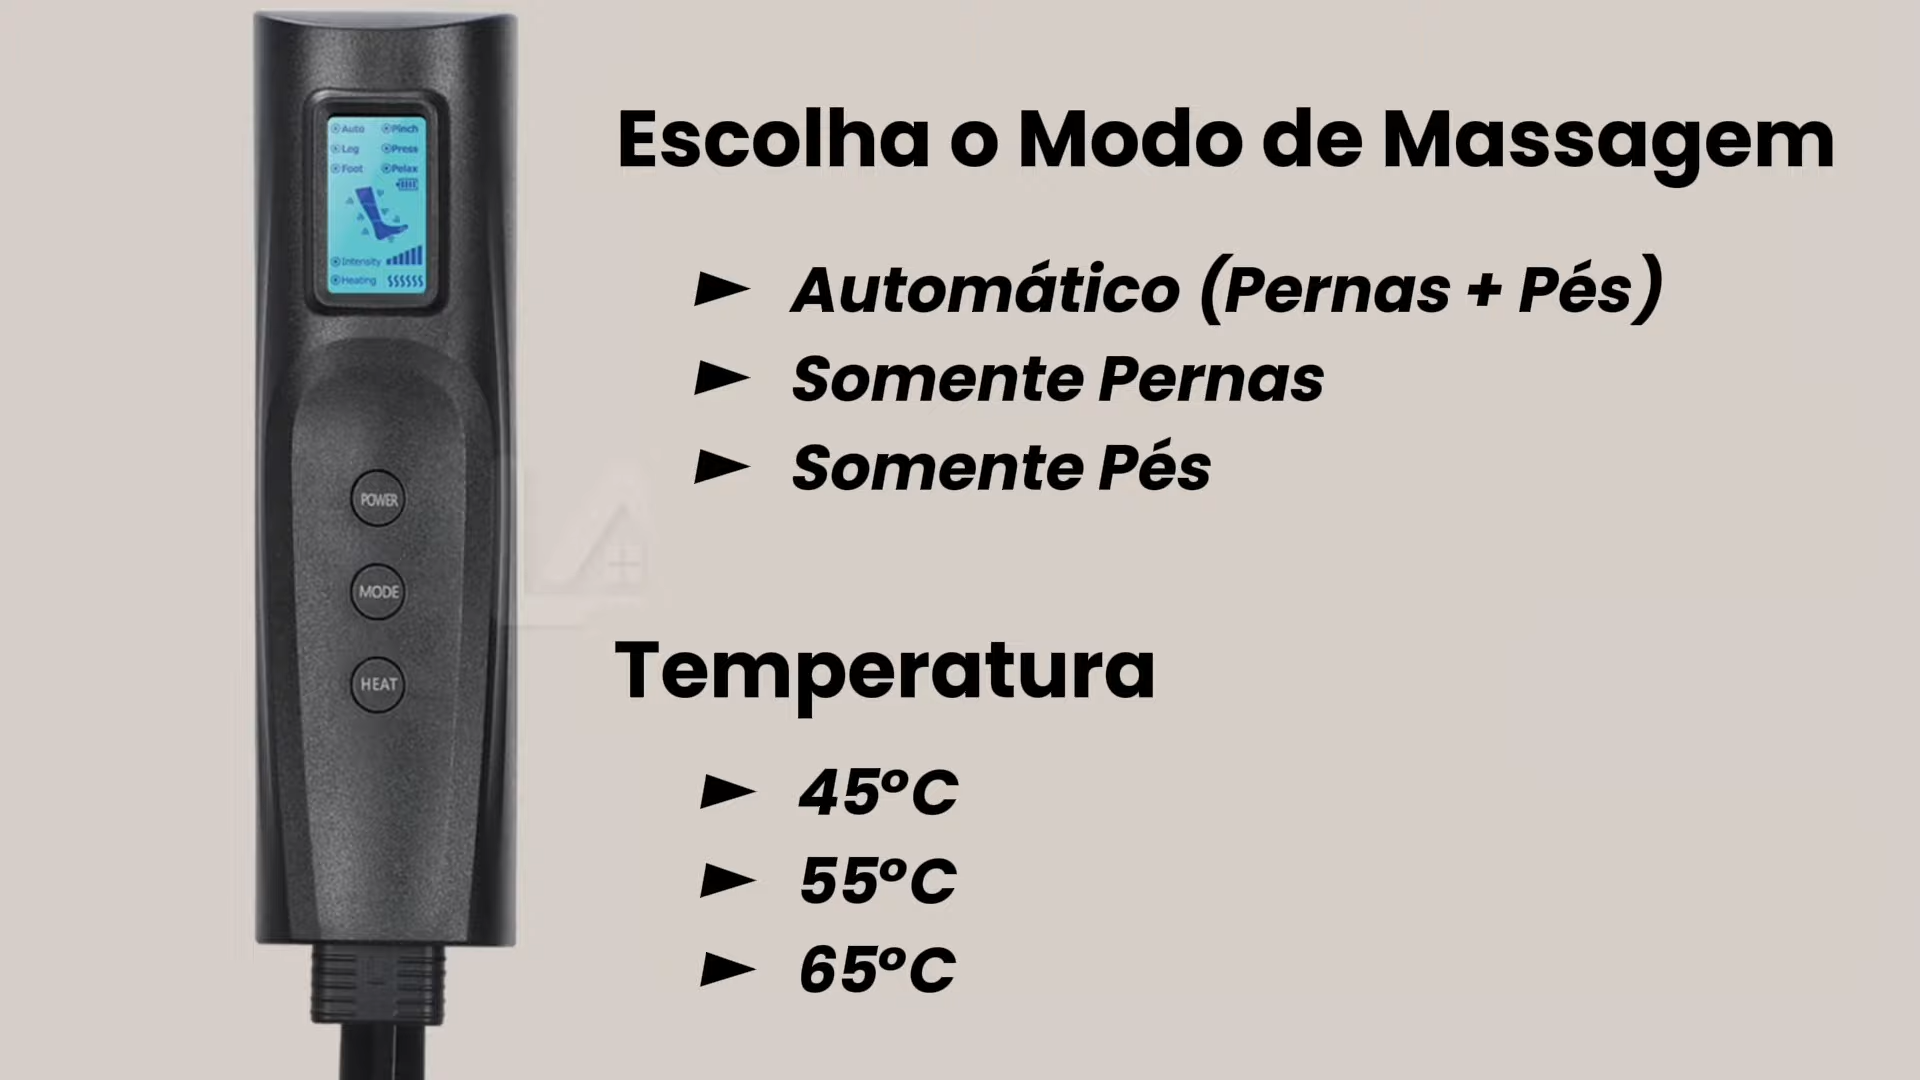 Auto Pinch
Leg Press
Foot Pelax
Intensity
Heating
POWER
MODE
HEAT
Escolha o Modo de Massagem
Automático (Pernas + Pés)
Somente Pernas
Somente Pés
Temperatura
45ºC
55ºC
65ºC